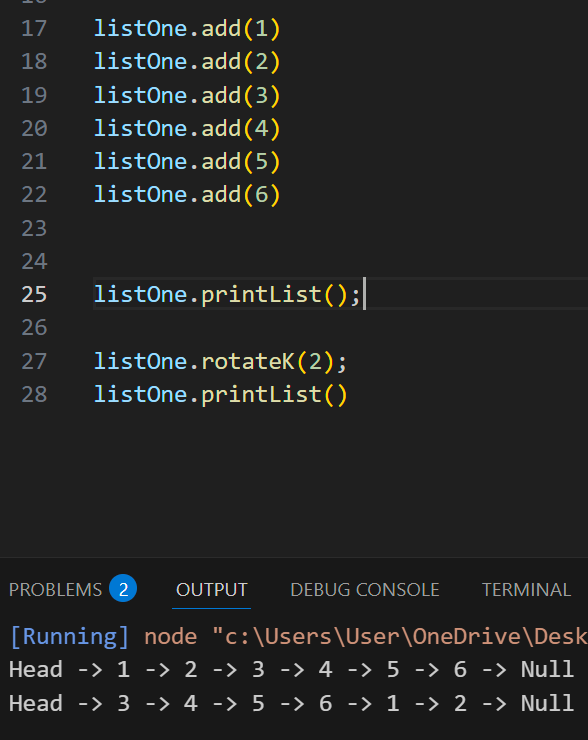 17 listOne.add(1)
18 listOne.add(2)
19 listOne.add(3)
20 listOne.add(4)
21 listOne.add(5)
22 listOne.add(6)
23
24
25 listOne.printList();
26
27 listOne.rotateK(2);
28 listOne.printList()
PROBLEMS 2 OUTPUT DEBUG CONSOLE TERMINAL
[Running] node "c:\Users\User\OneDrive\Desk
Head -> 1 -> 2 -> 3 -> 4 -> 5 -> 6 -> Null
Head -> 3 -> 4 -> 5 -> 6 -> 1 -> 2 -> Null